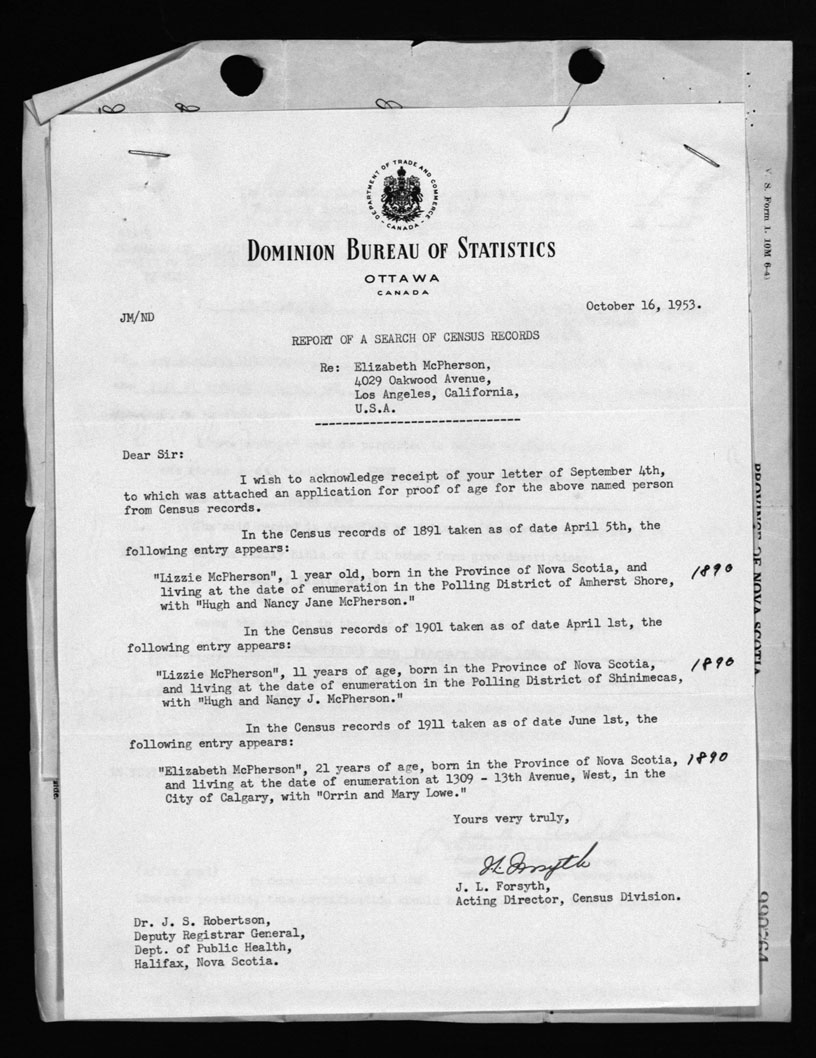 DEPARTMENT OF TRADE AND COMMERCE
CANADA
DOMINION BUREAU OF STATISTICS
OTTAWA
CANADA
October 16, 1953.
JM/ND
REPORT OF A SEARCH OF CENSUS RECORDS
Re: Elizabeth McPherson,
4029 Oakwood Avenue,
Los Angeles, California,
U.S.A.
Dear Sir:
I wish to acknowledge receipt of your letter of September 4th,
to which was attached an application for proof of age for the above named person
from Census records.
In the Census records of 1891 taken as of date April 5th, the
following entry appears:
"Lizzie McPherson", 1 year old, born in the Province of Nova Scotia, and 1890
living at the date of enumeration in the Polling District of Amherst Shore,
with "Hugh and Nancy Jane McPherson."
In the Census records of 1901 taken as of date April 1st, the
following entry appears:
"Lizzie McPherson", 11 years of age, born in the Province of Nova Scotia, 1890
and living at the date of enumeration in the Polling District of Shinimecas,
with "Hugh and Nancy J. McPherson."
In the Census records of 1911 taken as of date June 1st, the
following entry appears:
"Elizabeth McPherson", 21 years of age, born in the Province of Nova Scotia, 1890
and living at the date of enumeration at 1309 - 13th Avenue, West, in the
City of Calgary, with "Orrin and Mary Lowe."
Yours very truly,
J L Forsyth
J. L. Forsyth,
Acting Director, Census Division.
Dr. J. S. Robertson,
Deputy Registrar General,
Dept. of Public Health,
Halifax, Nova Scotia.
V. S. Form 1. 10M 6-4
PROVINCE OF NOVA SCOTIA